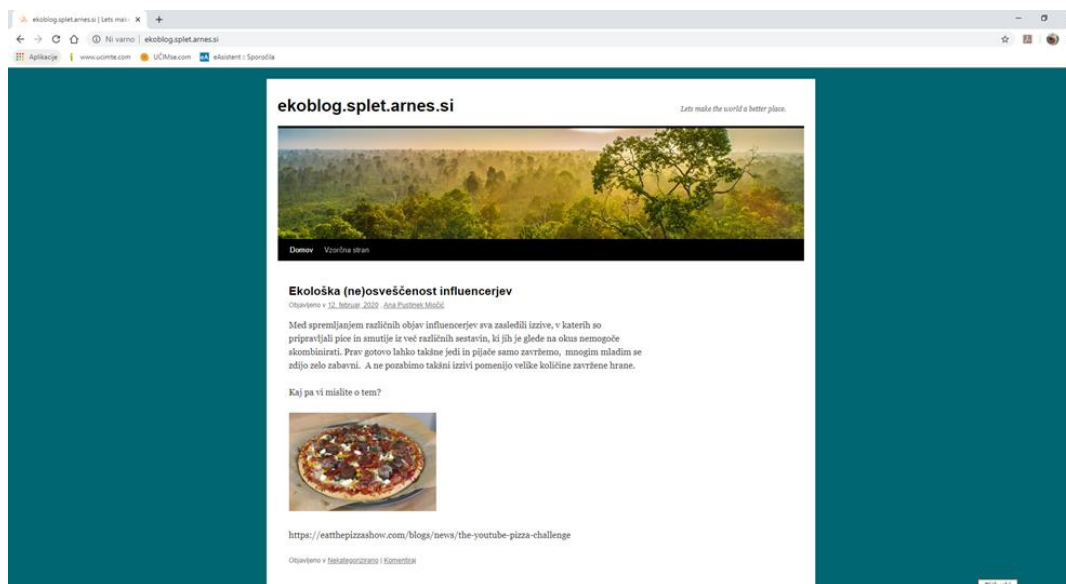 ekoblog.splet.arnes.si | Lets mak
Ni varno | ekoblog.splet.arnes.si
Aplikacije www.ucimte.com UČIMse.com eA eAsistent :: Sporočila
ekoblog.splet.arnes.si
Lets make the world a better place.
Domov Vzorčna stran
Ekološka (ne)osveščenost influencerjev
Objavljeno v 12. februar, 2020 , Ana Pustinek Mločić
Med spremljanjem različnih objav influencerjev sva zasledili izzive, v katerih so
pripravljali pice in smutije iz več različnih sestavin, ki jih je glede na okus nemogoče
skombinirati. Prav gotovo lahko takšne jedi in pijače samo zavržemo, mnogim mladim se
zdijo zelo zabavni. A ne pozabimo takšni izzivi pomenijo velike količine zavržene hrane.
Kaj pa vi mislite o tem?
https://eatthepizzashow.com/blogs/news/the-youtube-pizza-challenge
Objavljeno v Nekategorizirano | Komentiraj